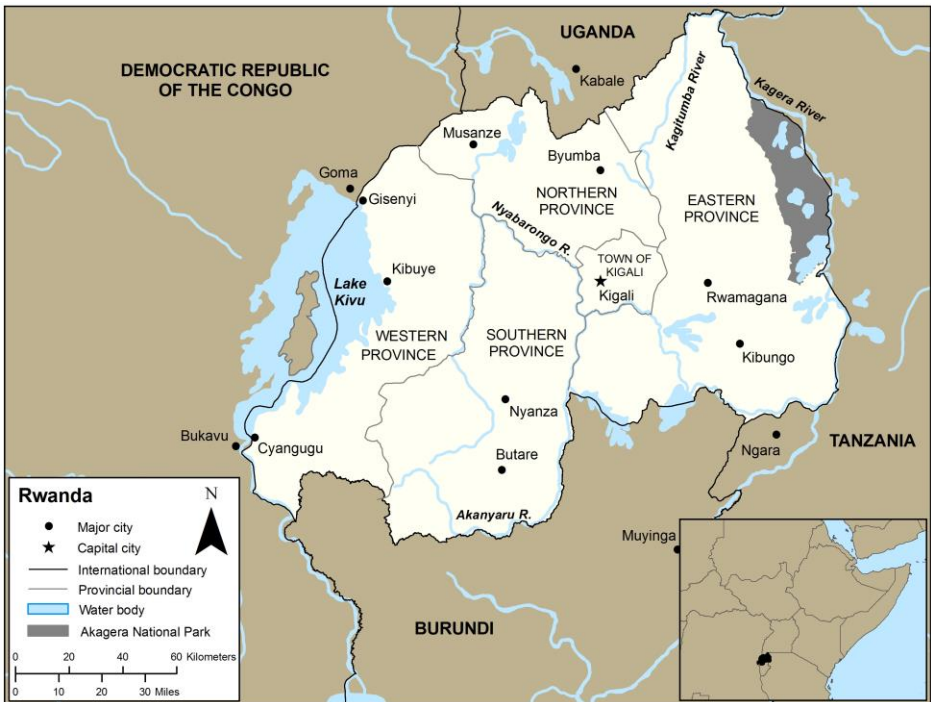 UGANDA
DEMOCRATIC REPUBLIC
OF THE CONGO
Kabale
Kagitumba River
Kagera River
Musanze
Byumba
Goma
Gisenyi
NORTHERN
PROVINCE
EASTERN
PROVINCE
Nyabarongo R.
TOWN OF
KIGALI
Kigali
Lake
Kivu
Kibuye
Rwamagana
WESTERN
PROVINCE
SOUTHERN
PROVINCE
Kibungo
Nyanza
Bukavu
Cyangugu
Butare
Ngara
TANZANIA
Akanyaru R.
Muyinga
BURUNDI
Rwanda
N
Major city
Capital city
International boundary
Provincial boundary
Water body
Akagera National Park
0 20 40 60 Kilometers
0 10 20 30 Miles